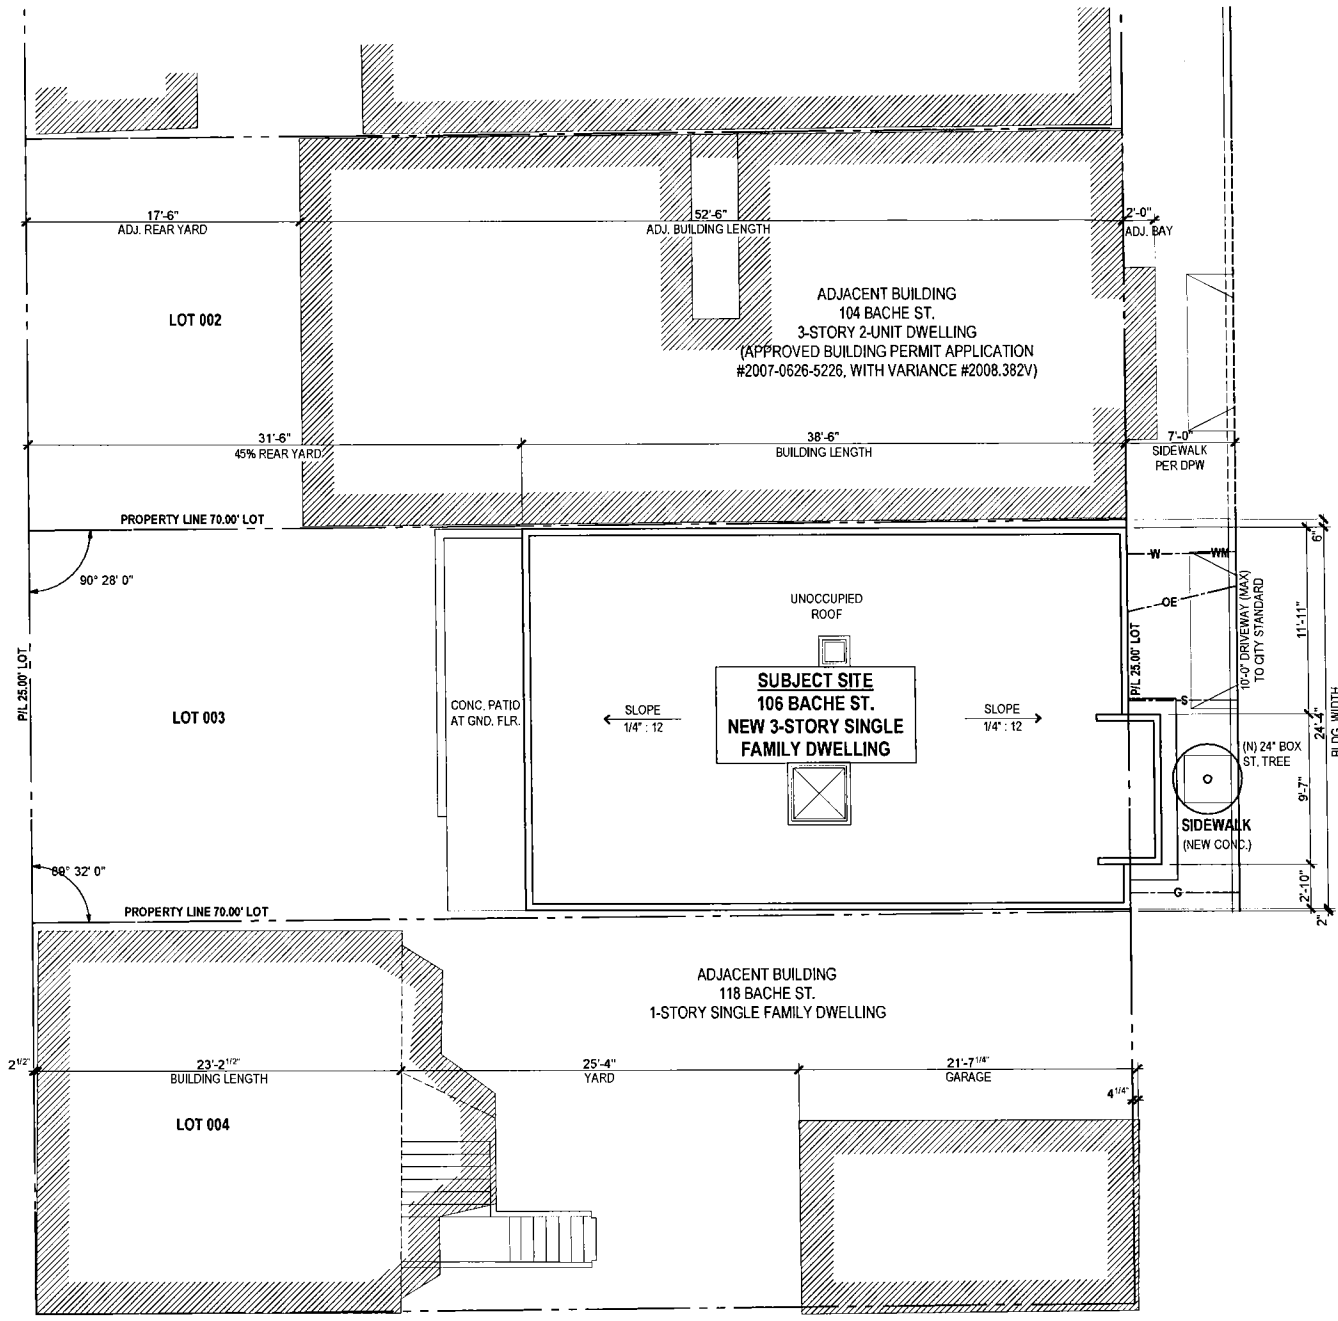 17'-6"
ADJ. REAR YARD
52'-6"
ADJ. BUILDING LENGTH
2'-0"
ADJ. BAY
LOT 002
ADJACENT BUILDING
104 BACHE ST.
3-STORY 2-UNIT DWELLING
(APPROVED BUILDING PERMIT APPLICATION
#2007-0626-5226, WITH VARIANCE #2008.382V)
31'-6"
45% REAR YARD
38'-6"
BUILDING LENGTH
7'-0"
SIDEWALK
PER DPW
PROPERTY LINE 70.00' LOT
90° 28' 0"
P/L 25.00' LOT
LOT 003
89° 32' 0"
PROPERTY LINE 70.00' LOT
CONC. PATIO
AT GND. FLR.
UNOCCUPIED
ROOF
SUBJECT SITE
106 BACHE ST.
NEW 3-STORY SINGLE
FAMILY DWELLING
SLOPE
1/4" : 12
SLOPE
1/4" : 12
P/L 25.00' LOT
W
WM
OE
S
G
10'-0" DRIVEWAY (MAX)
TO CITY STANDARD
(N) 24" BOX
ST. TREE
SIDEWALK
(NEW CONC.)
6"
11'-11"
9'-7"
2'-10"
2"
24'-4"
BLDG. WIDTH
ADJACENT BUILDING
118 BACHE ST.
1-STORY SINGLE FAMILY DWELLING
2 1/2"
23'-2 1/2"
BUILDING LENGTH
25'-4"
YARD
21'-7 1/4"
GARAGE
4 1/4"
LOT 004